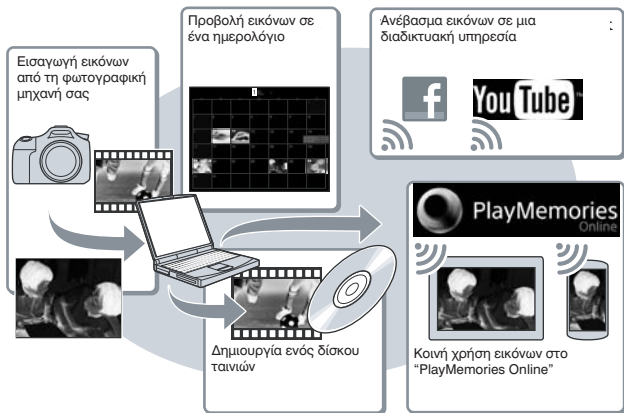 Εισαγωγή εικόνων
από τη φωτογραφική
μηχανή σας
Προβολή εικόνων σε
ένα ημερολόγιο
1
Ανέβασμα εικόνων σε μια
διαδικτυακή υπηρεσία
f
YouTube
PlayMemories
Online
Δημιουργία ενός δίσκου
ταινιών
Κοινή χρήση εικόνων στο
“PlayMemories Online”